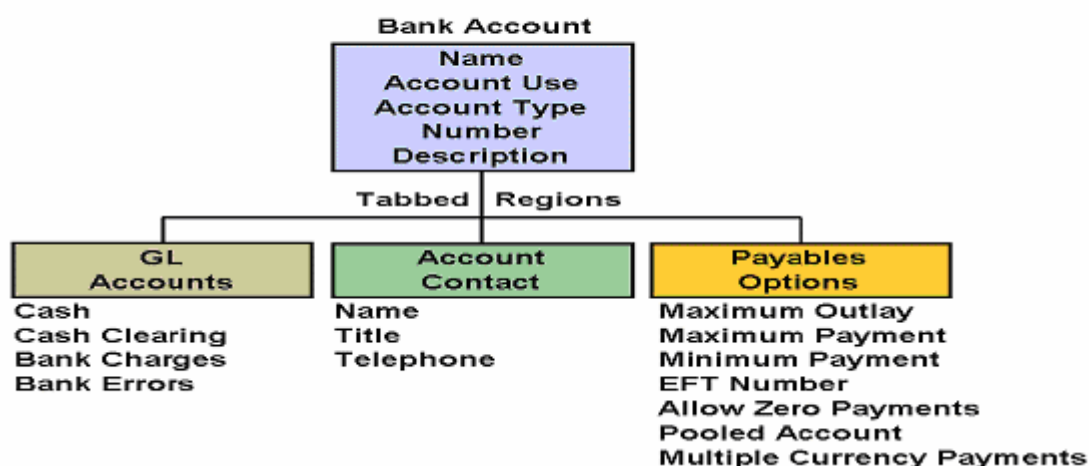 Bank Account
Name
Account Use
Account Type
Number
Description
Tabbed Regions
GL
Accounts
Cash
Cash Clearing
Bank Charges
Bank Errors
Account
Contact
Name
Title
Telephone
Payables
Options
Maximum Outlay
Maximum Payment
Minimum Payment
EFT Number
Allow Zero Payments
Pooled Account
Multiple Currency Payments